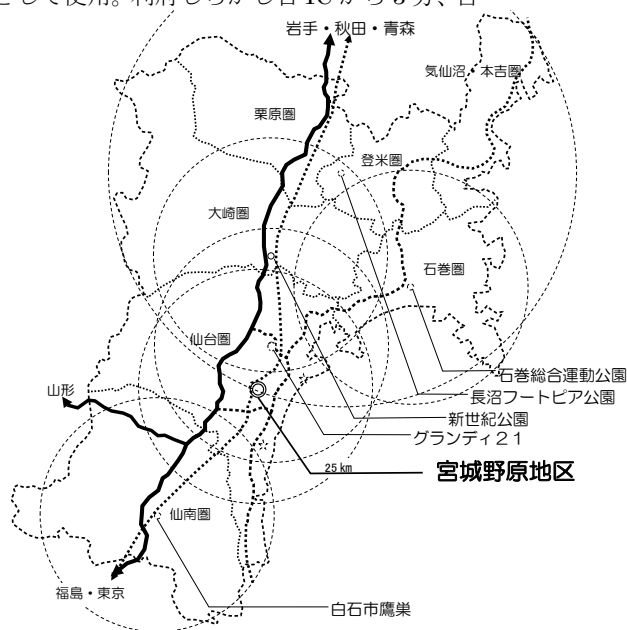 岩手・秋田・青森
気仙沼・本吉圏
栗原圏
登米圏
大崎圏
石巻圏
仙台圏
山形
石巻総合運動公園
長沼フートピア公園
新世紀公園
グランディ２１
25km
宮城野原地区
仙南圏
福島・東京
白石市鷹巣